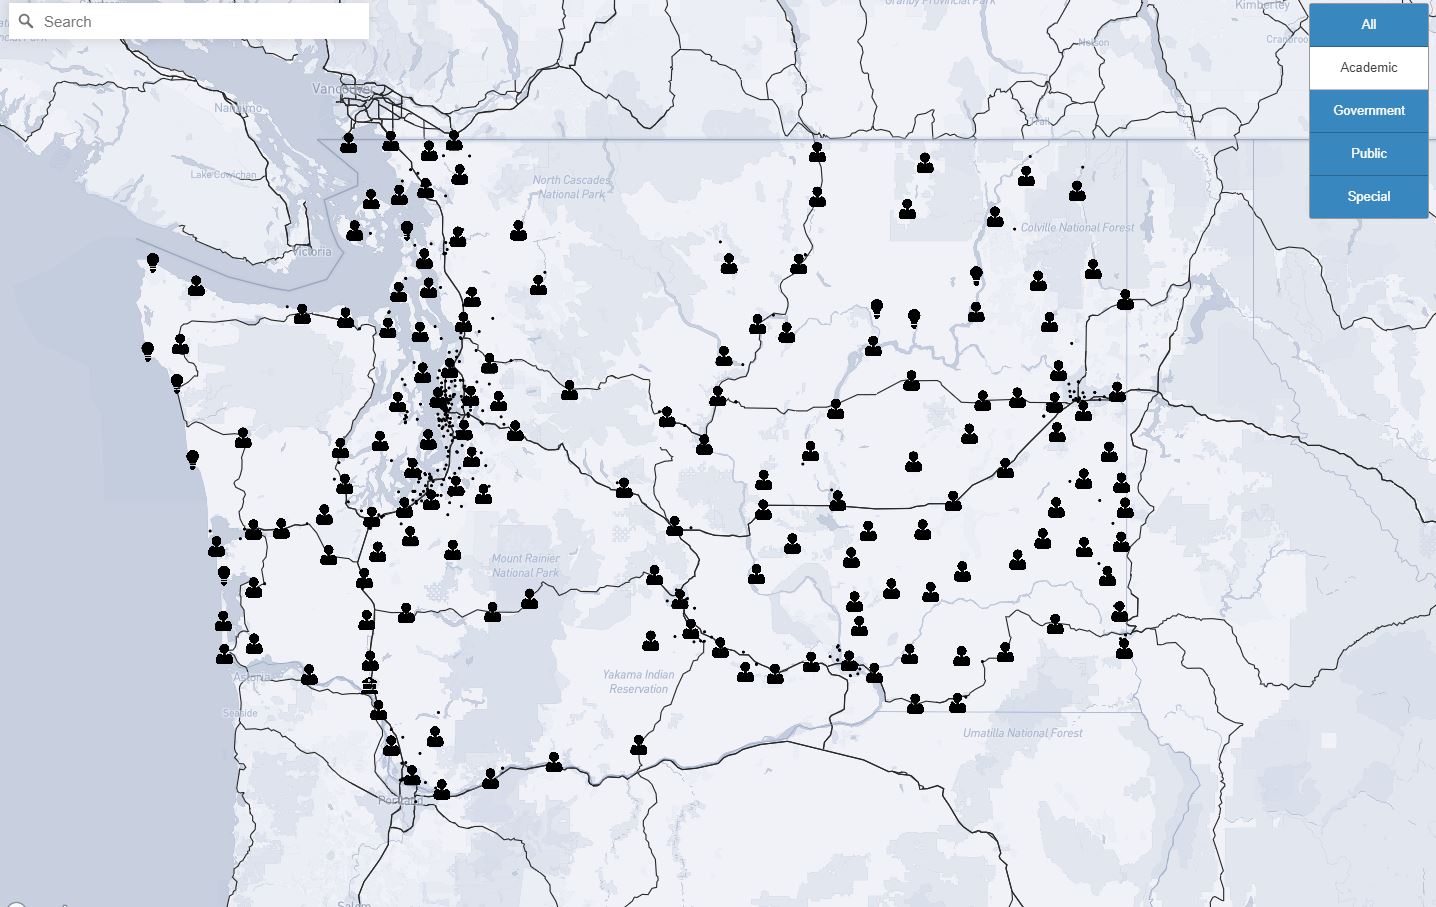 Search
Granby Provincial Park
Kimberley
All
Nelson
Academic
Vancouver
Nanaimo
Government
Trail
Public
Lake Cowichan
North Cascades
National Park
Special
Colville National Forest
Victoria
Mount Rainier
National Park
Yakama Indian
Reservation
Astoria
Seaside
Umatilla National Forest
Portland
Salem